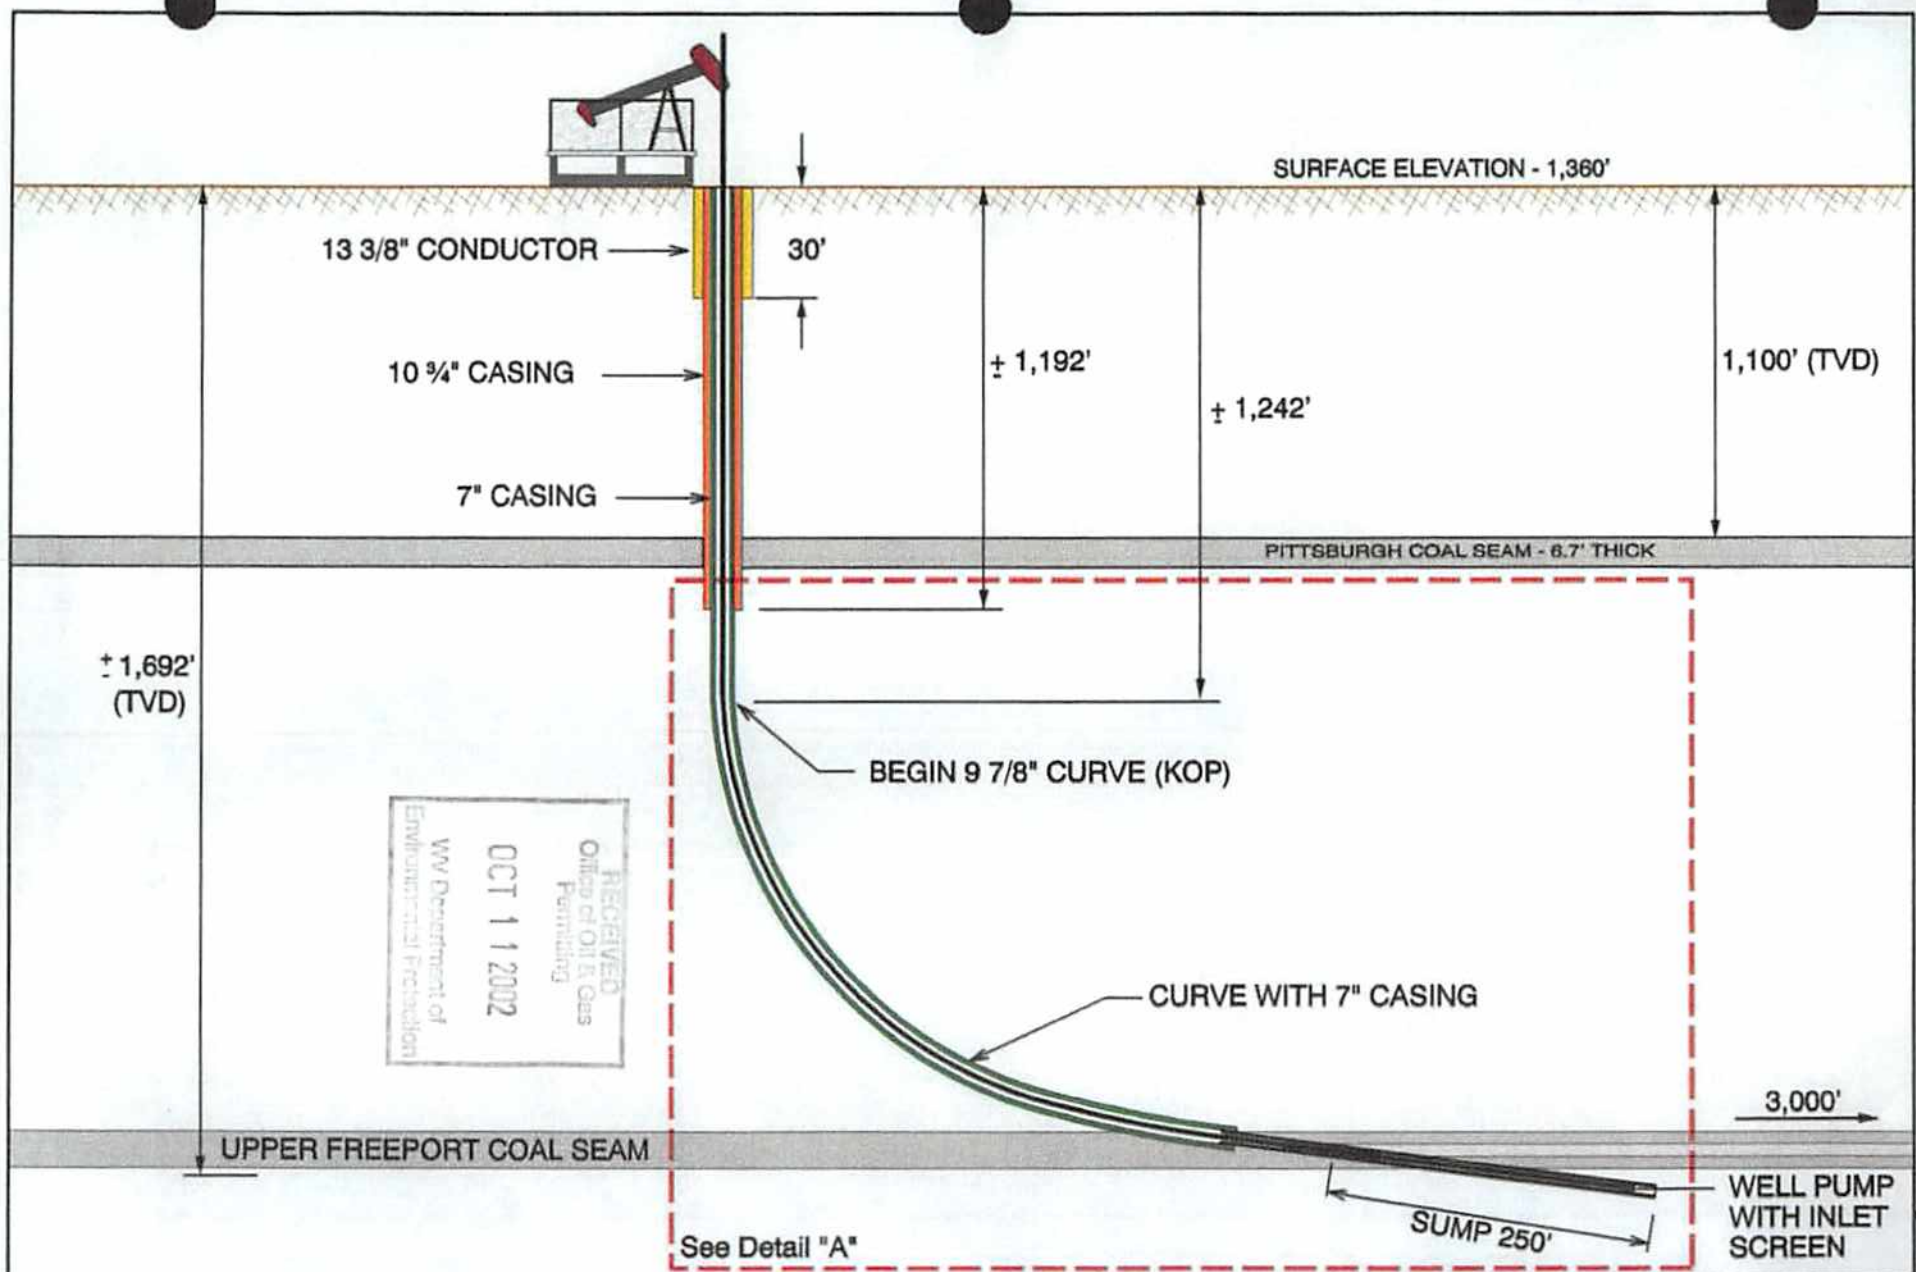 SURFACE ELEVATION - 1,360'
13 3/8" CONDUCTOR
30'
10 ¾" CASING
± 1,192'
1,100' (TVD)
± 1,242'
7" CASING
PITTSBURGH COAL SEAM - 6.7' THICK
± 1,692'
(TVD)
BEGIN 9 7/8" CURVE (KOP)
RECEIVED
Office of Oil & Gas
Permitting
OCT 11 2002
WV Department of
Environmental Protection
CURVE WITH 7" CASING
3,000'
UPPER FREEPORT COAL SEAM
WELL PUMP
WITH INLET
SCREEN
SUMP 250'
See Detail "A"